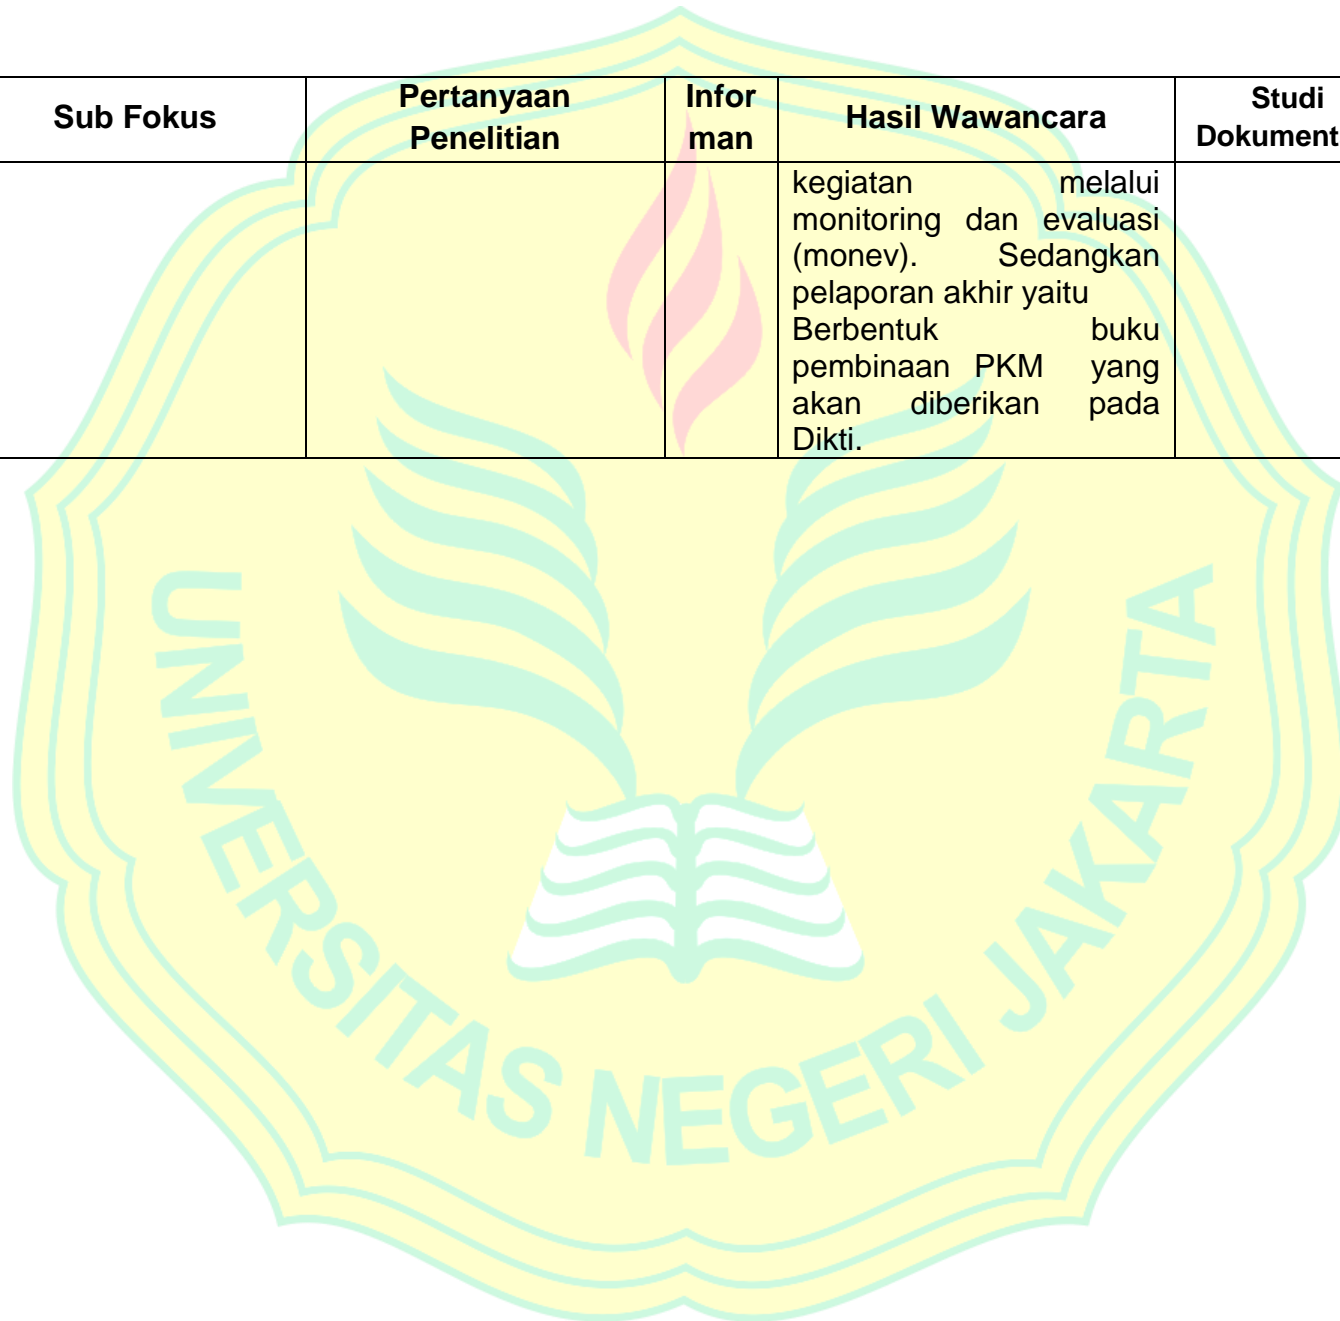 Sub Fokus
Pertanyaan
Penelitian
Infor
man
Hasil Wawancara
Studi
Dokument
kegiatan melalui
monitoring dan evaluasi
(monev). Sedangkan
pelaporan akhir yaitu
Berbentuk buku
pembinaan PKM yang
akan diberikan pada
Dikti.
UNIVERSITAS NEGERI JAKARTA